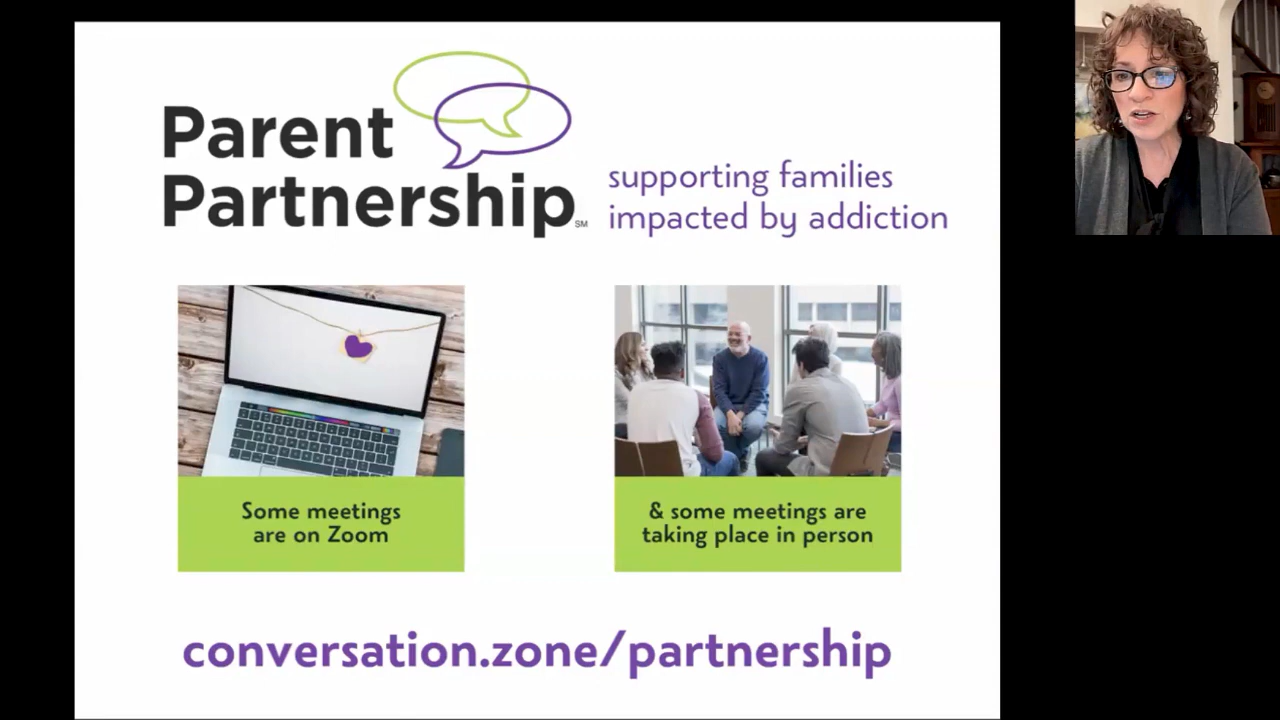 Parent
Partnership
SM
supporting families
impacted by addiction
Some meetings
are on Zoom
& some meetings are
taking place in person
conversation.zone/partnership